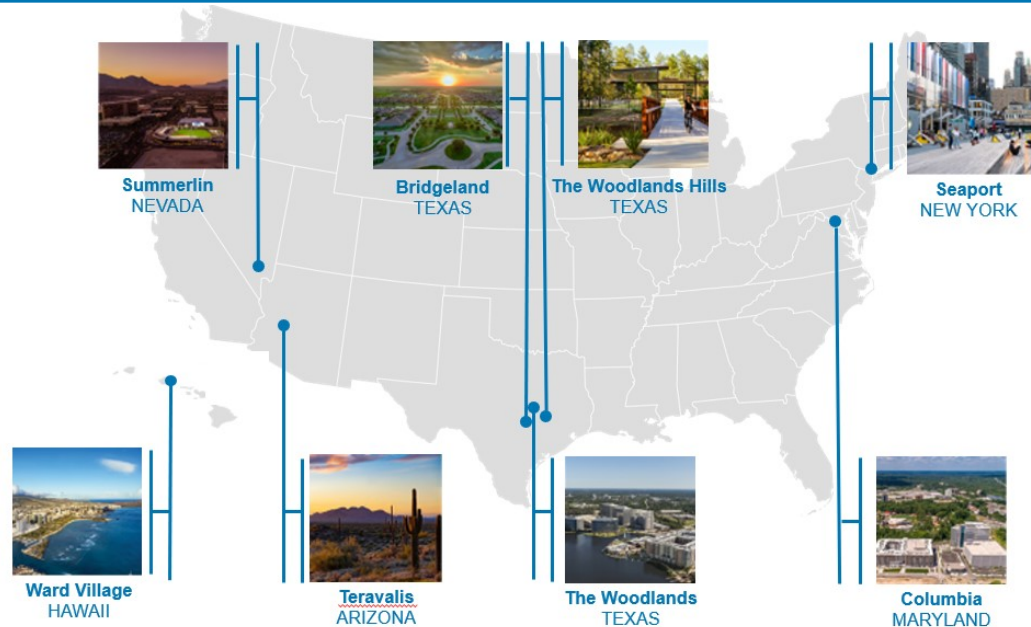 Summerlin
NEVADA
Bridgeland
TEXAS
The Woodlands Hills
TEXAS
Seaport
NEW YORK
Ward Village
HAWAII
Teravalis
ARIZONA
The Woodlands
TEXAS
Columbia
MARYLAND